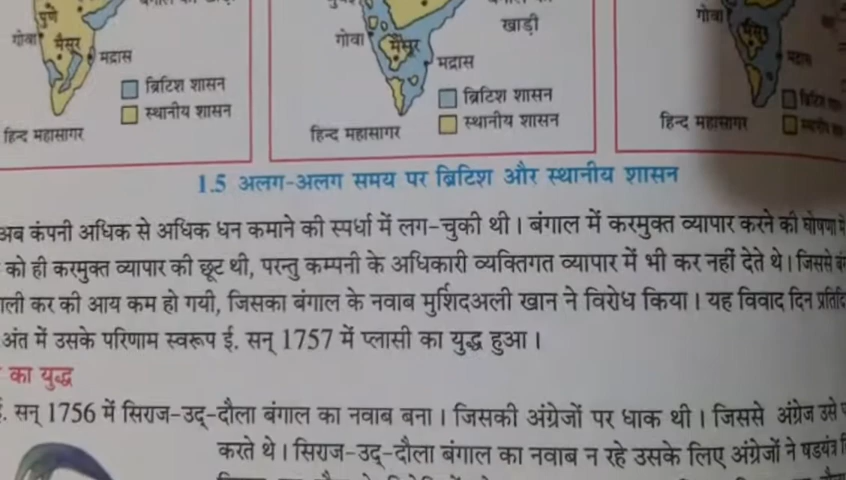 पुणे
गोवा
मैसूर
मद्रास
ब्रिटिश शासन
स्थानीय शासन
हिन्द महासागर
खाड़ी
गोवा
मैसूर
मद्रास
ब्रिटिश शासन
स्थानीय शासन
हिन्द महासागर
गोवा
मैसूर
मद्रास
ब्रिटिश
हिन्द महासागर
1.5 अलग-अलग समय पर ब्रिटिश और स्थानीय शासन
अब कंपनी अधिक से अधिक धन कमाने की स्पर्धा में लग-चुकी थी। बंगाल में करमुक्त व्यापार करने की घोषणा में
को ही करमुक्त व्यापार की छूट थी, परन्तु कम्पनी के अधिकारी व्यक्तिगत व्यापार में भी कर नहीं देते थे। जिससे
कर की आय कम हो गयी, जिसका बंगाल के नवाब मुर्शिदअली खान ने विरोध किया। यह विवाद दिन
अंत में उसके परिणाम स्वरूप ई. सन् 1757 में प्लासी का युद्ध हुआ।
का युद्ध
ई. सन् 1756 में सिराज-उद्-दौला बंगाल का नवाब बना। जिसकी अंग्रेजों पर धाक थी। जिससे अंग्रेज उसे
करते थे। सिराज-उद्-दौला बंगाल का नवाब न रहे उसके लिए अंग्रेजों ने षडयंत्र